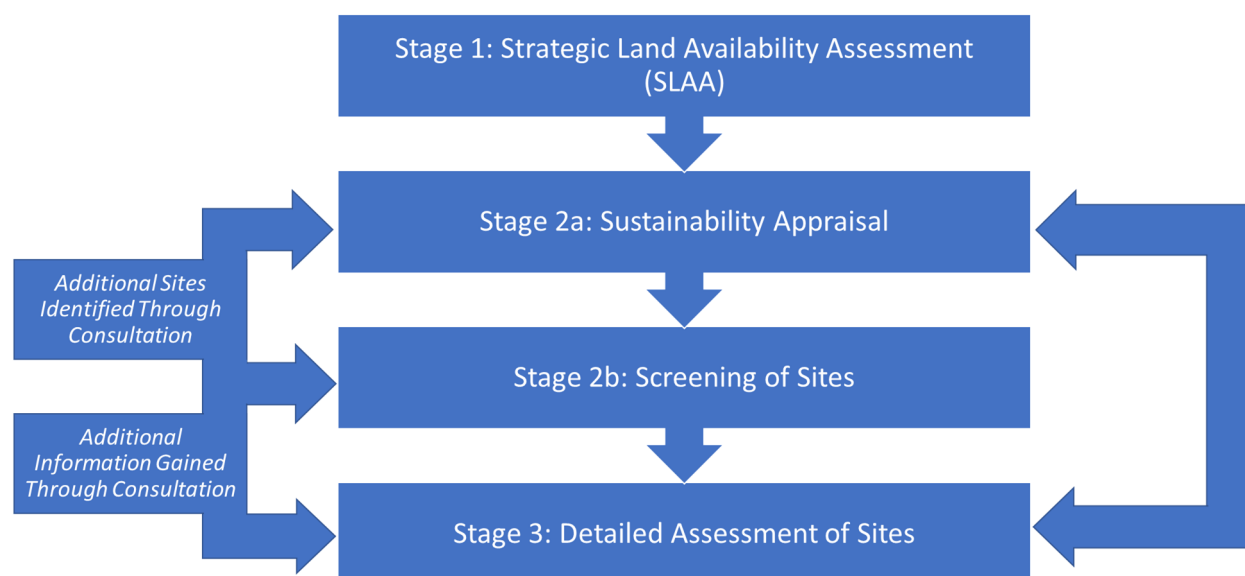 Stage 1: Strategic Land Availability Assessment
(SLAA)
Stage 2a: Sustainability Appraisal
Additional Sites
Identified Through
Consultation
Stage 2b: Screening of Sites
Additional
Information Gained
Through Consultation
Stage 3: Detailed Assessment of Sites